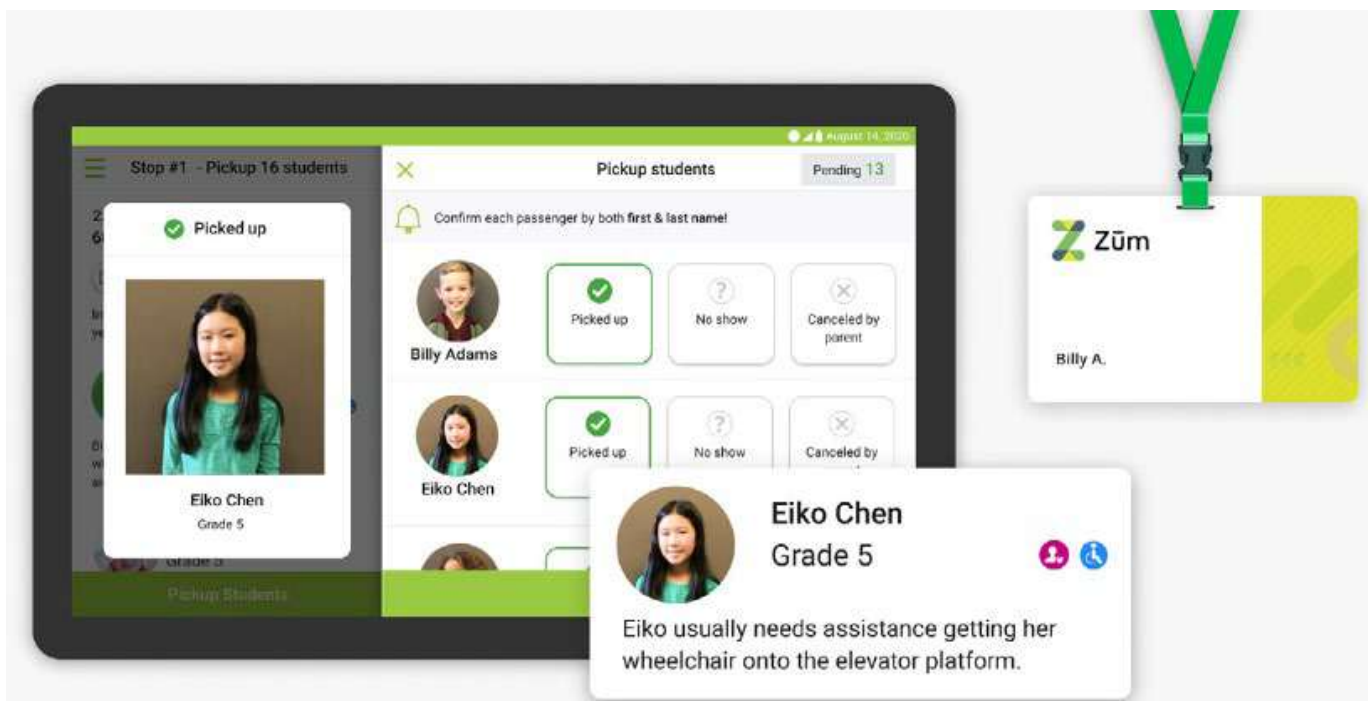 August 14, 2020
Stop #1 - Pickup 16 students
Picked up
Eiko Chen
Grade 5
Grade 5
Pickup Students
Pickup students
Pending 13
Confirm each passenger by both first & last name!
Billy Adams
Picked up
No show
Canceled by
parent
Eiko Chen
Picked up
No show
Canceled by
Eiko Chen
Grade 5
Eiko usually needs assistance getting her
wheelchair onto the elevator platform.
Zūm
Billy A.